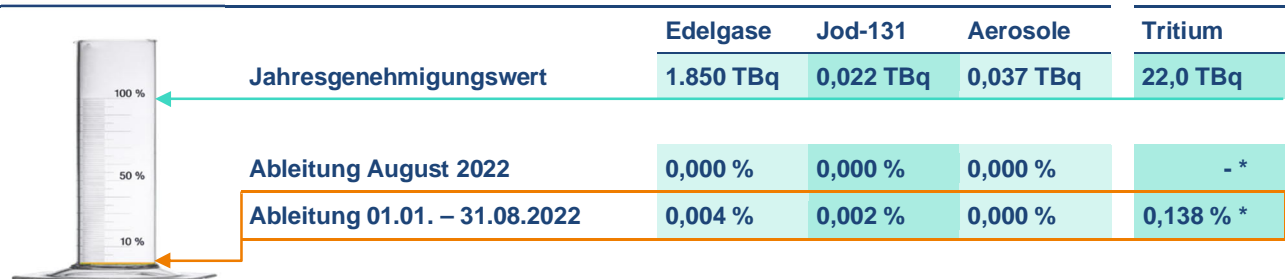 Edelgase Jod-131 Aerosole Tritium
Jahresgenehmigungswert 1.850 TBq 0,022 TBq 0,037 TBq 22,0 TBq
100 %
Ableitung August 2022 0,000 % 0,000 % 0,000 % - *
50 %
Ableitung 01.01. – 31.08.2022 0,004 % 0,002 % 0,000 % 0,138 % *
10 %